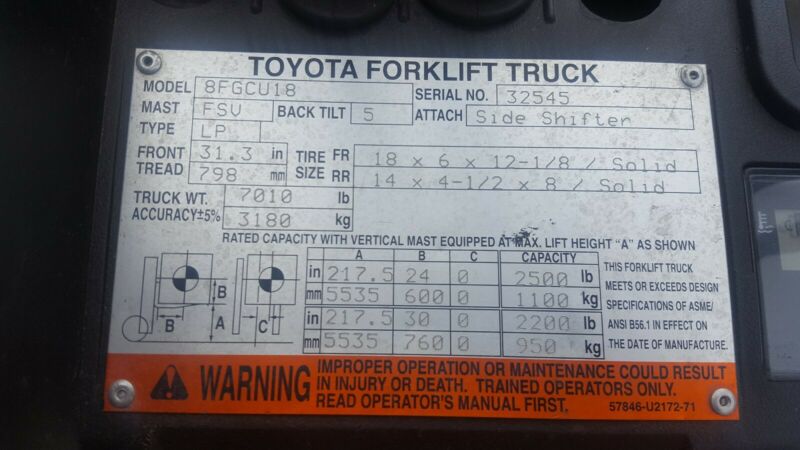 TOYOTA FORKLIFT TRUCK
MODEL 8FGCU18 SERIAL NO. 32545
MAST FSV BACK TILT 5 ATTACH Side Shifter
TYPE LP
FRONT TREAD 31.3 in TIRE SIZE FR 18 x 6 x 12-1/8 / Solid
798 mm RR 14 x 4-1/2 x 8 / Solid
TRUCK WT. 7010 lb
ACCURACY±5% 3180 kg
RATED CAPACITY WITH VERTICAL MAST EQUIPPED AT MAX. LIFT HEIGHT "A" AS SHOWN
A B C CAPACITY
in 217.5 24 0 2500 lb
mm 5535 600 0 1100 kg
in 217.5 30 0 2200 lb
mm 5535 760 0 950 kg
B
B A C
THIS FORKLIFT TRUCK
MEETS OR EXCEEDS DESIGN
SPECIFICATIONS OF ASME/
ANSI B56.1 IN EFFECT ON
THE DATE OF MANUFACTURE.
WARNING
IMPROPER OPERATION OR MAINTENANCE COULD RESULT
IN INJURY OR DEATH. TRAINED OPERATORS ONLY.
READ OPERATOR'S MANUAL FIRST.
57846-U2172-71